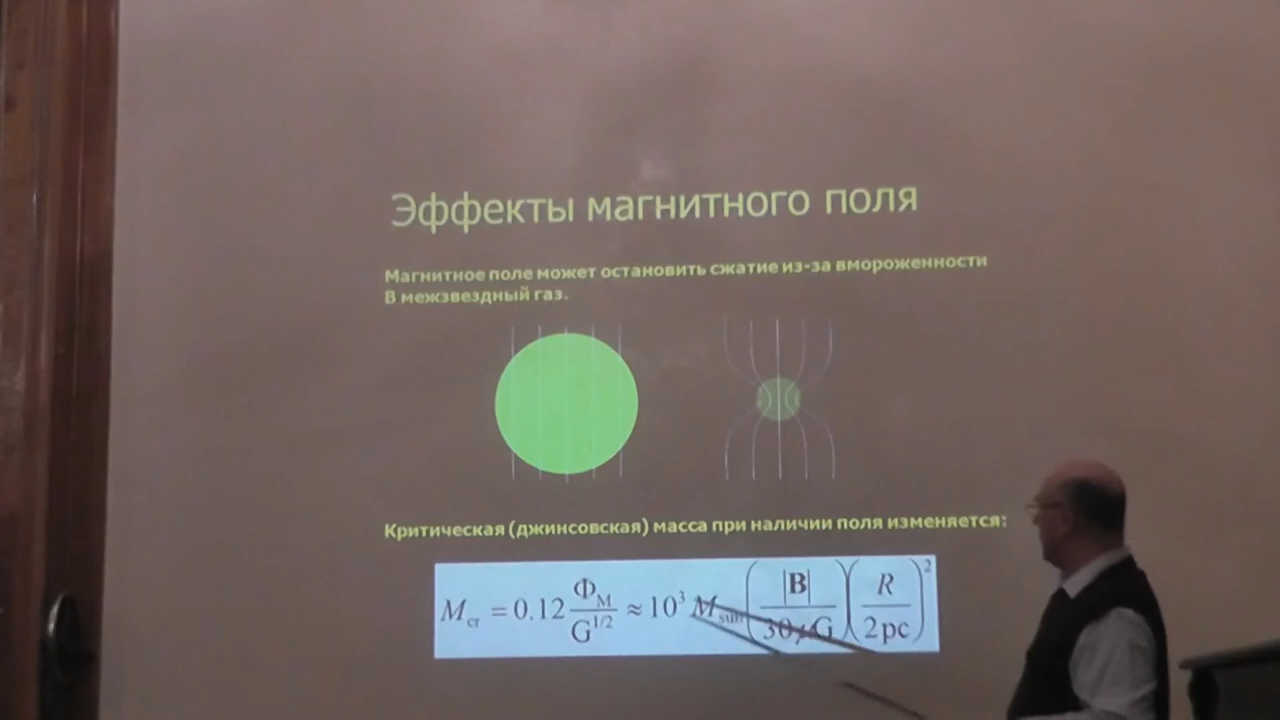 Эффекты магнитного поля
Магнитное поле может остановить сжатие из-за вмороженности
В межзвездный газ.
Критическая (джинсовская) масса при наличии поля изменяется:
M_cr = 0.12 Φ_M / G^1/2 ≈ 10^3 M_sun (|B| / 30 μG) (R / 2 pc)^2